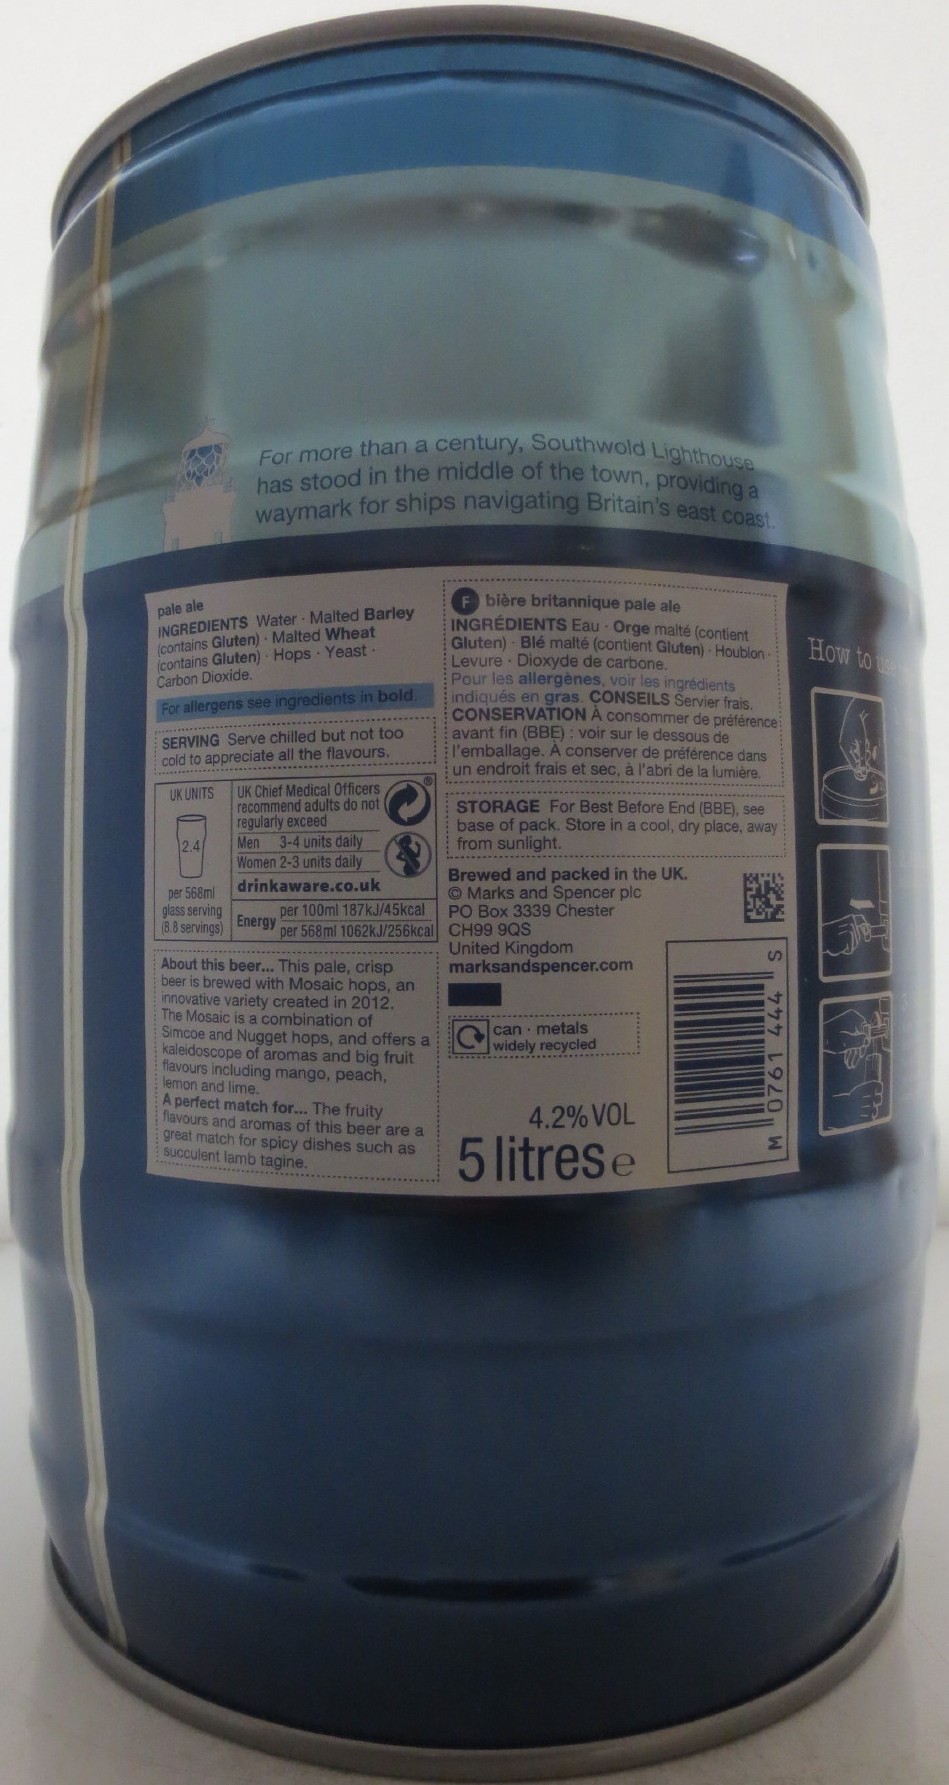 For more than a century, Southwold Lighthouse
has stood in the middle of the town, providing a
waymark for ships navigating Britain's east coast.
pale ale
INGREDIENTS Water · Malted Barley
(contains Gluten) · Malted Wheat
(contains Gluten) · Hops · Yeast ·
Carbon Dioxide.
For allergens see ingredients in bold.
SERVING Serve chilled but not too
cold to appreciate all the flavours.
UK UNITS
2.4
per 568ml
glass serving
(8.8 servings)
UK Chief Medical Officers
recommend adults do not
regularly exceed
Men 3-4 units daily
Women 2-3 units daily
drinkaware.co.uk
Energy
per 100ml 187kJ/45kcal
per 568ml 1062kJ/256kcal
®
About this beer... This pale, crisp
beer is brewed with Mosaic hops, an
innovative variety created in 2012.
The Mosaic is a combination of
Simcoe and Nugget hops, and offers a
kaleidoscope of aromas and big fruit
flavours including mango, peach,
lemon and lime.
A perfect match for... The fruity
flavours and aromas of this beer are a
great match for spicy dishes such as
succulent lamb tagine.
F bière britannique pale ale
INGRÉDIENTS Eau · Orge malté (contient
Gluten) · Blé malté (contient Gluten) · Houblon ·
Levure · Dioxyde de carbone.
Pour les allergènes, voir les ingrédients
indiqués en gras. CONSEILS Servier frais.
CONSERVATION À consommer de préférence
avant fin (BBE) : voir sur le dessous de
l'emballage. À conserver de préférence dans
un endroit frais et sec, à l'abri de la lumière.
STORAGE For Best Before End (BBE), see
base of pack. Store in a cool, dry place, away
from sunlight.
Brewed and packed in the UK.
© Marks and Spencer plc
PO Box 3339 Chester
CH99 9QS
United Kingdom
marksandspencer.com
can · metals
widely recycled
4.2% VOL
5 litres e
M 0761 444 S
How to use